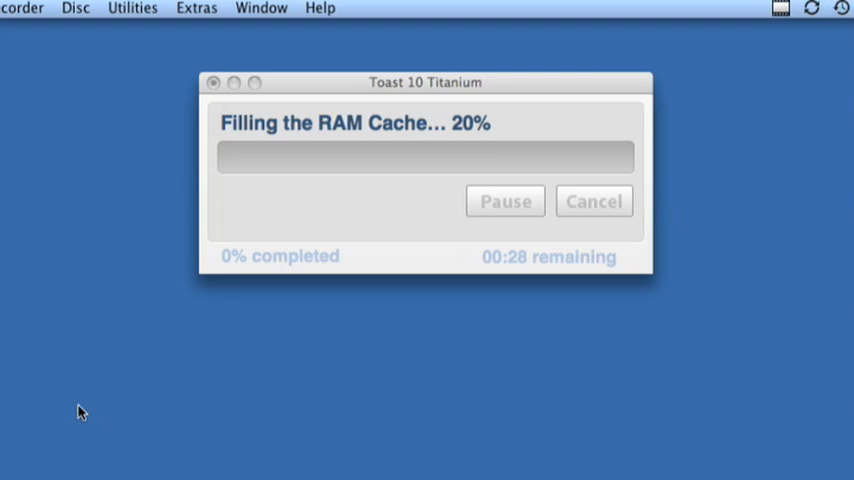 corder Disc Utilities Extras Window Help
Toast 10 Titanium
Filling the RAM Cache... 20%
Pause Cancel
0% completed 00:28 remaining